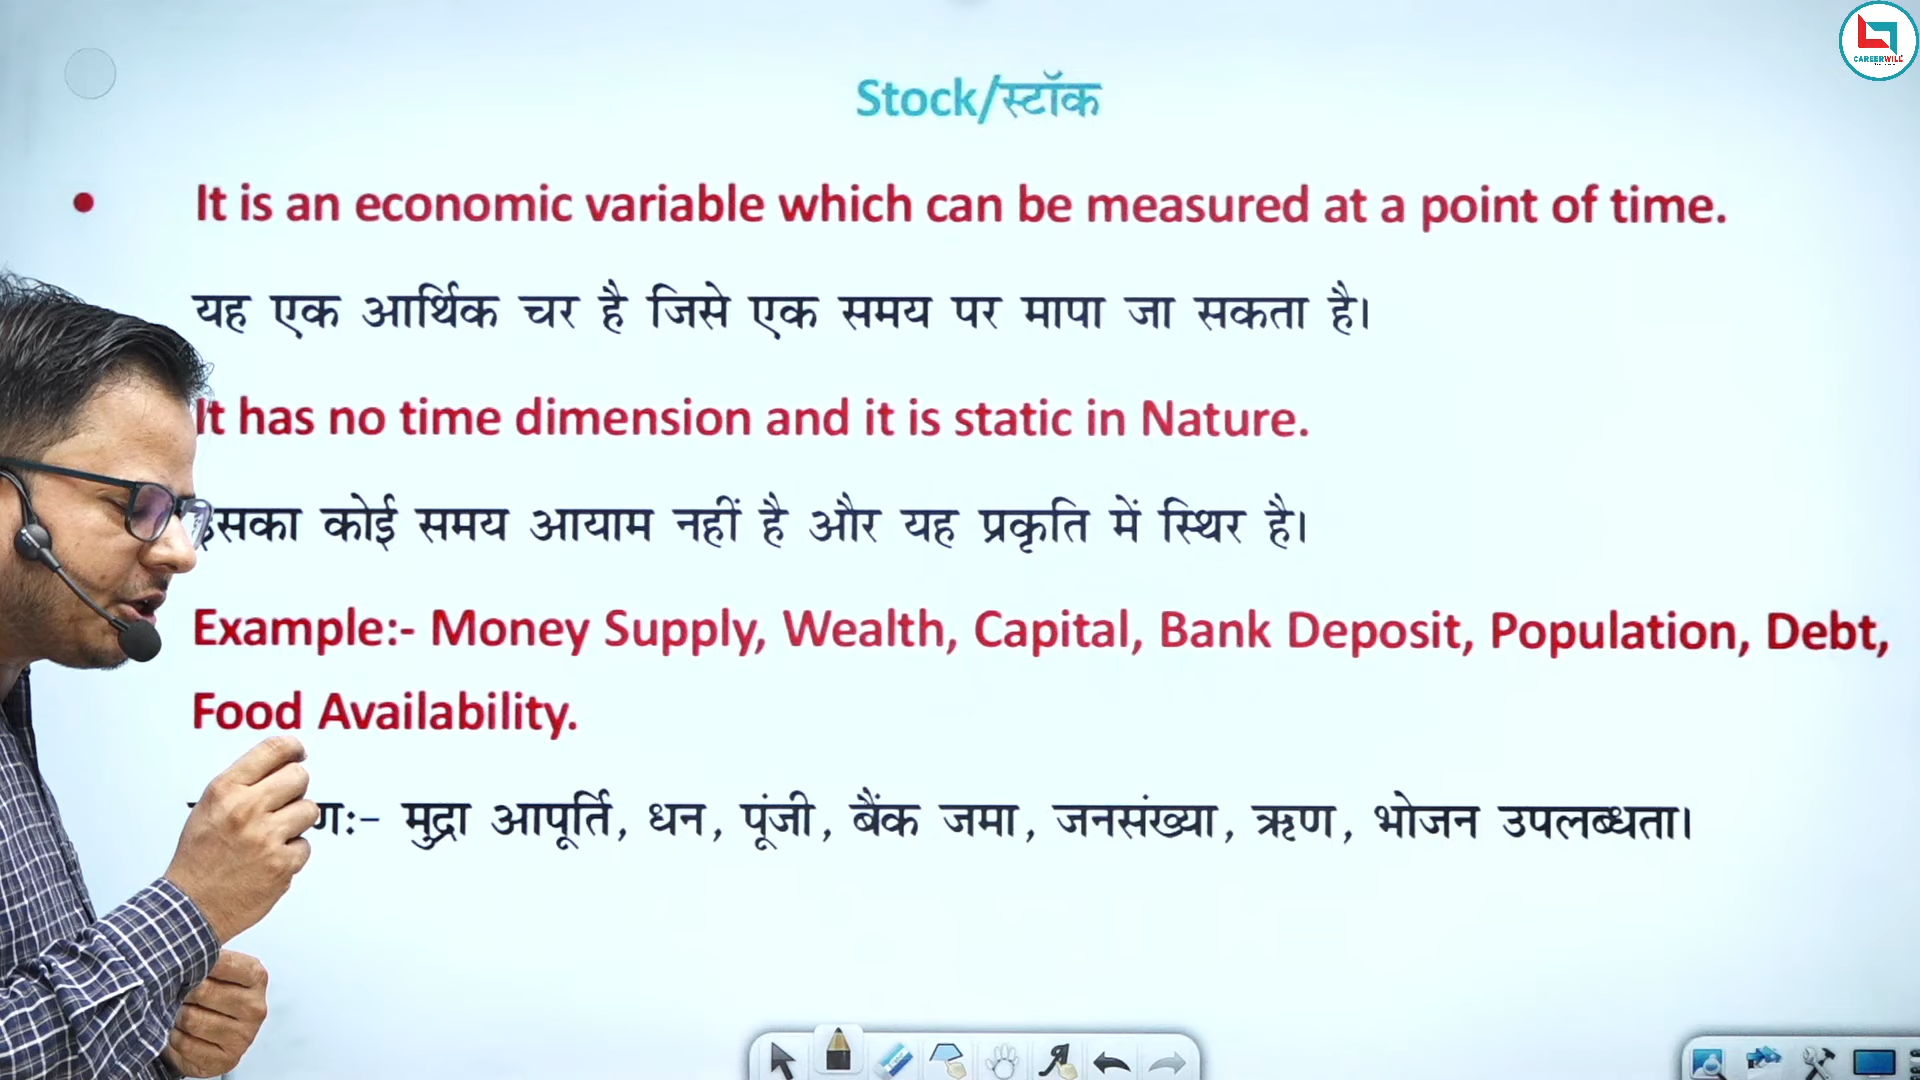 CAREERWILL
Stock/स्टॉक
• It is an economic variable which can be measured at a point of time.
यह एक आर्थिक चर है जिसे एक समय पर मापा जा सकता है।
It has no time dimension and it is static in Nature.
इसका कोई समय आयाम नहीं है और यह प्रकृति में स्थिर है।
Example:- Money Supply, Wealth, Capital, Bank Deposit, Population, Debt,
Food Availability.
मुद्रा आपूर्ति, धन, पूंजी, बैंक जमा, जनसंख्या, ऋण, भोजन उपलब्धता।